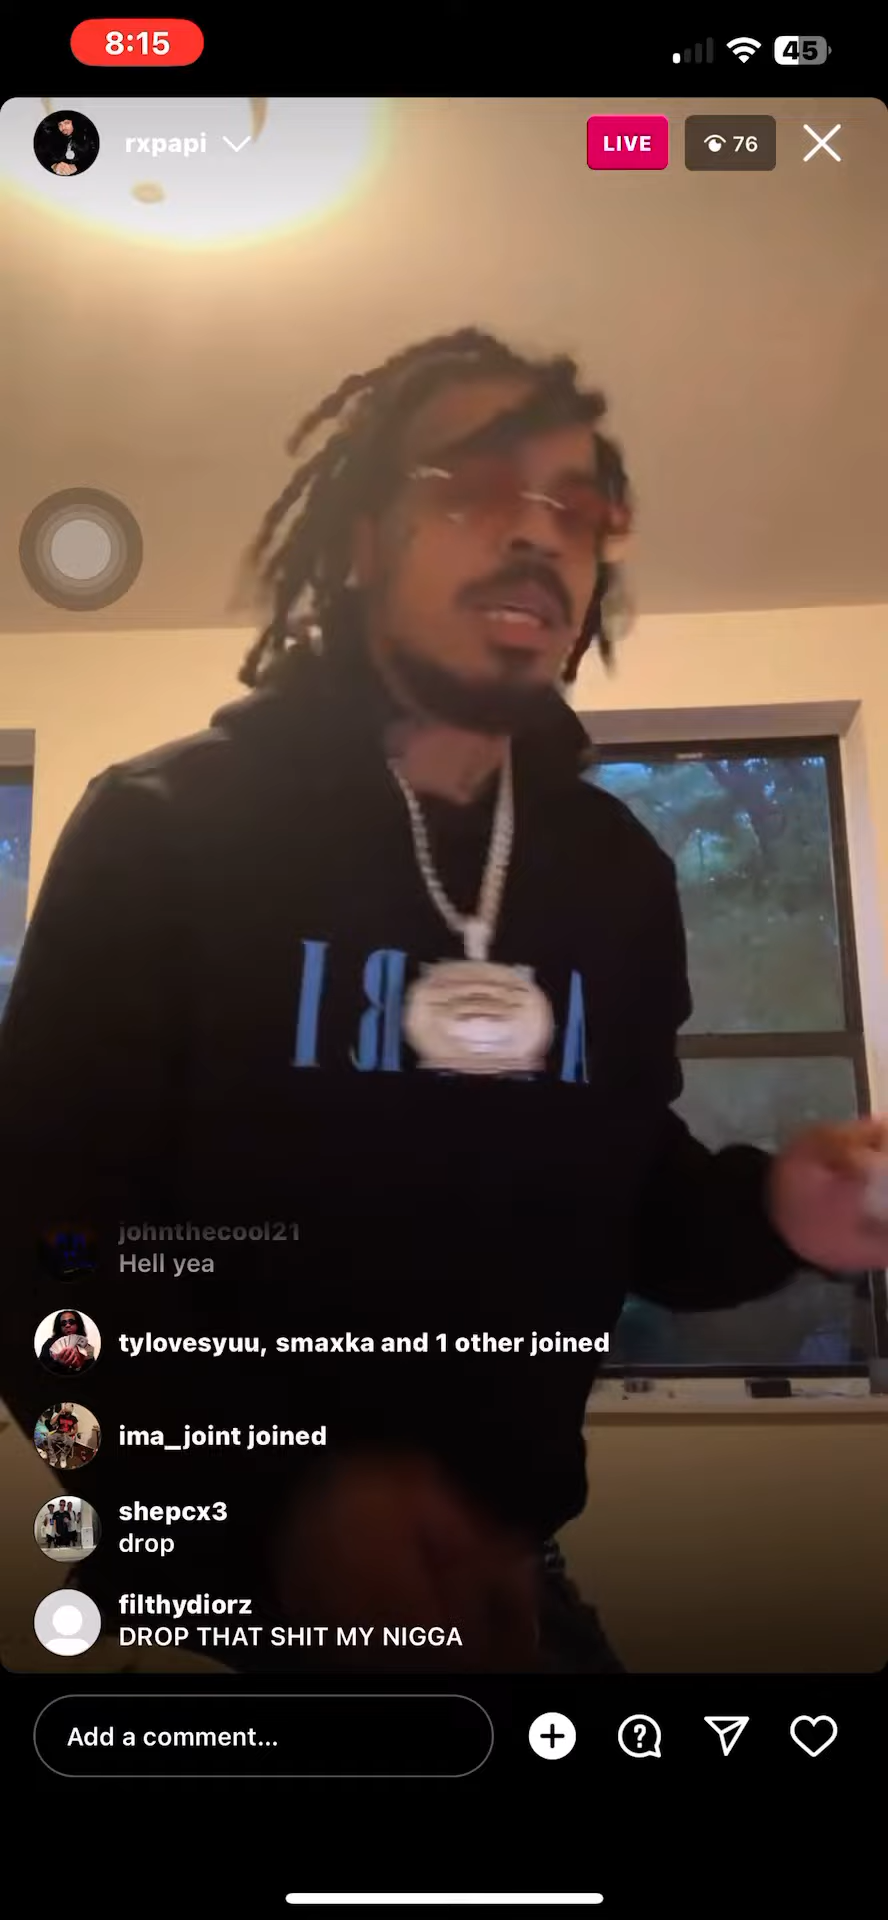 8:15
45
rxpapi
LIVE
76
johnthecool21
Hell yea
tylovesyuu, smaxka and 1 other joined
ima_joint joined
shepcx3
drop
filthydiorz
DROP THAT SHIT MY NIGGA
Add a comment...